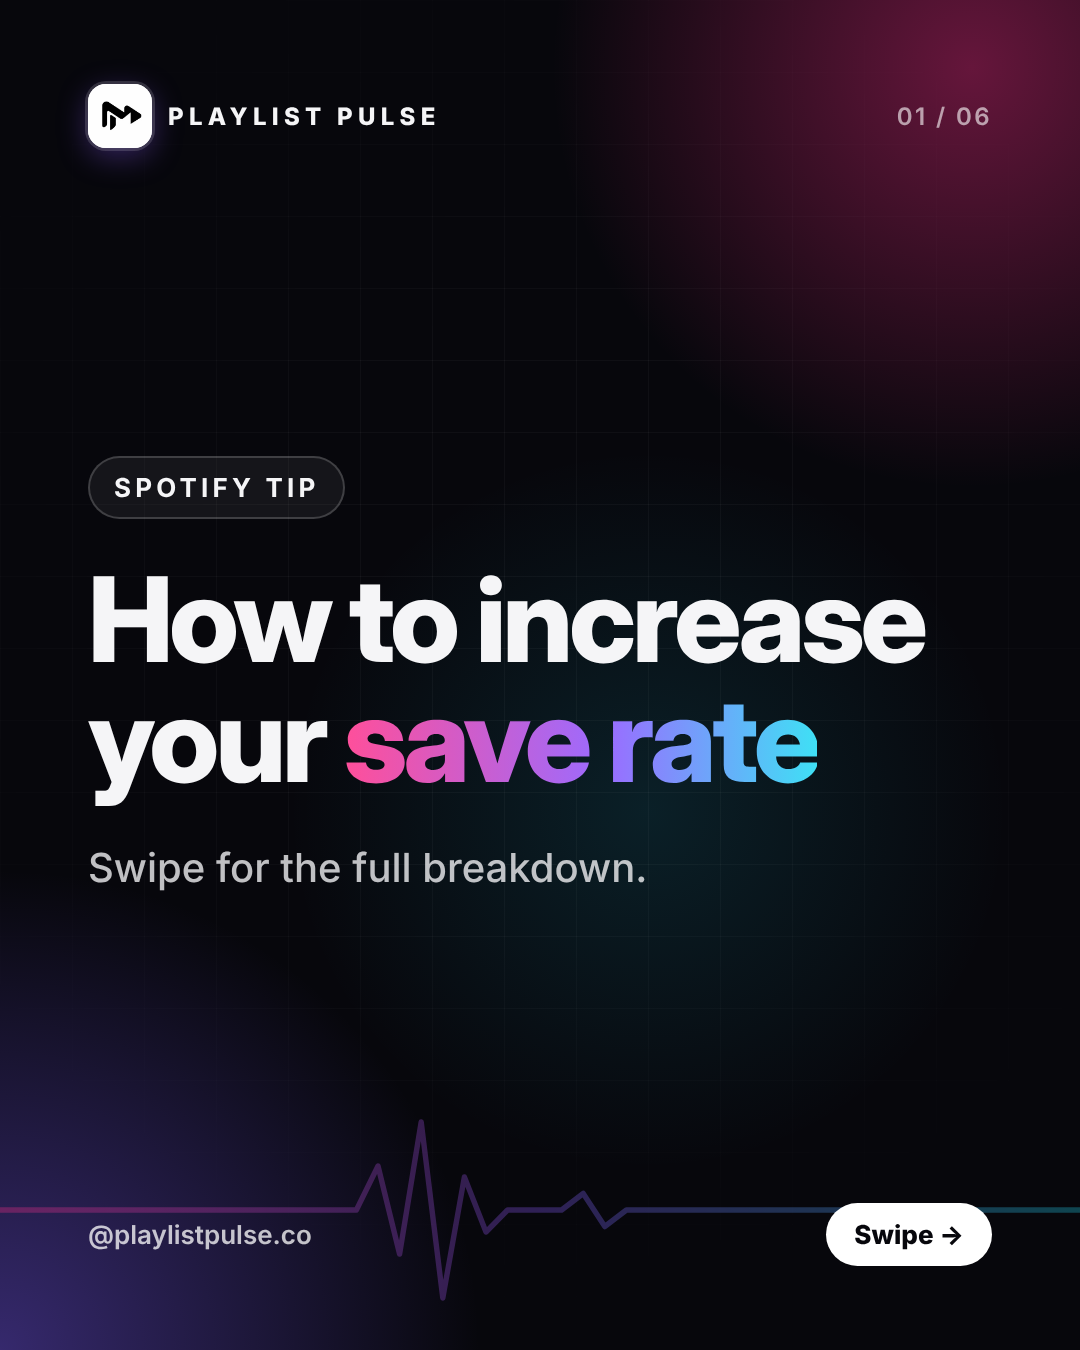 PLAYLIST PULSE
01 / 06
SPOTIFY TIP
How to increase
your save rate
Swipe for the full breakdown.
@playlistpulse.co
Swipe →